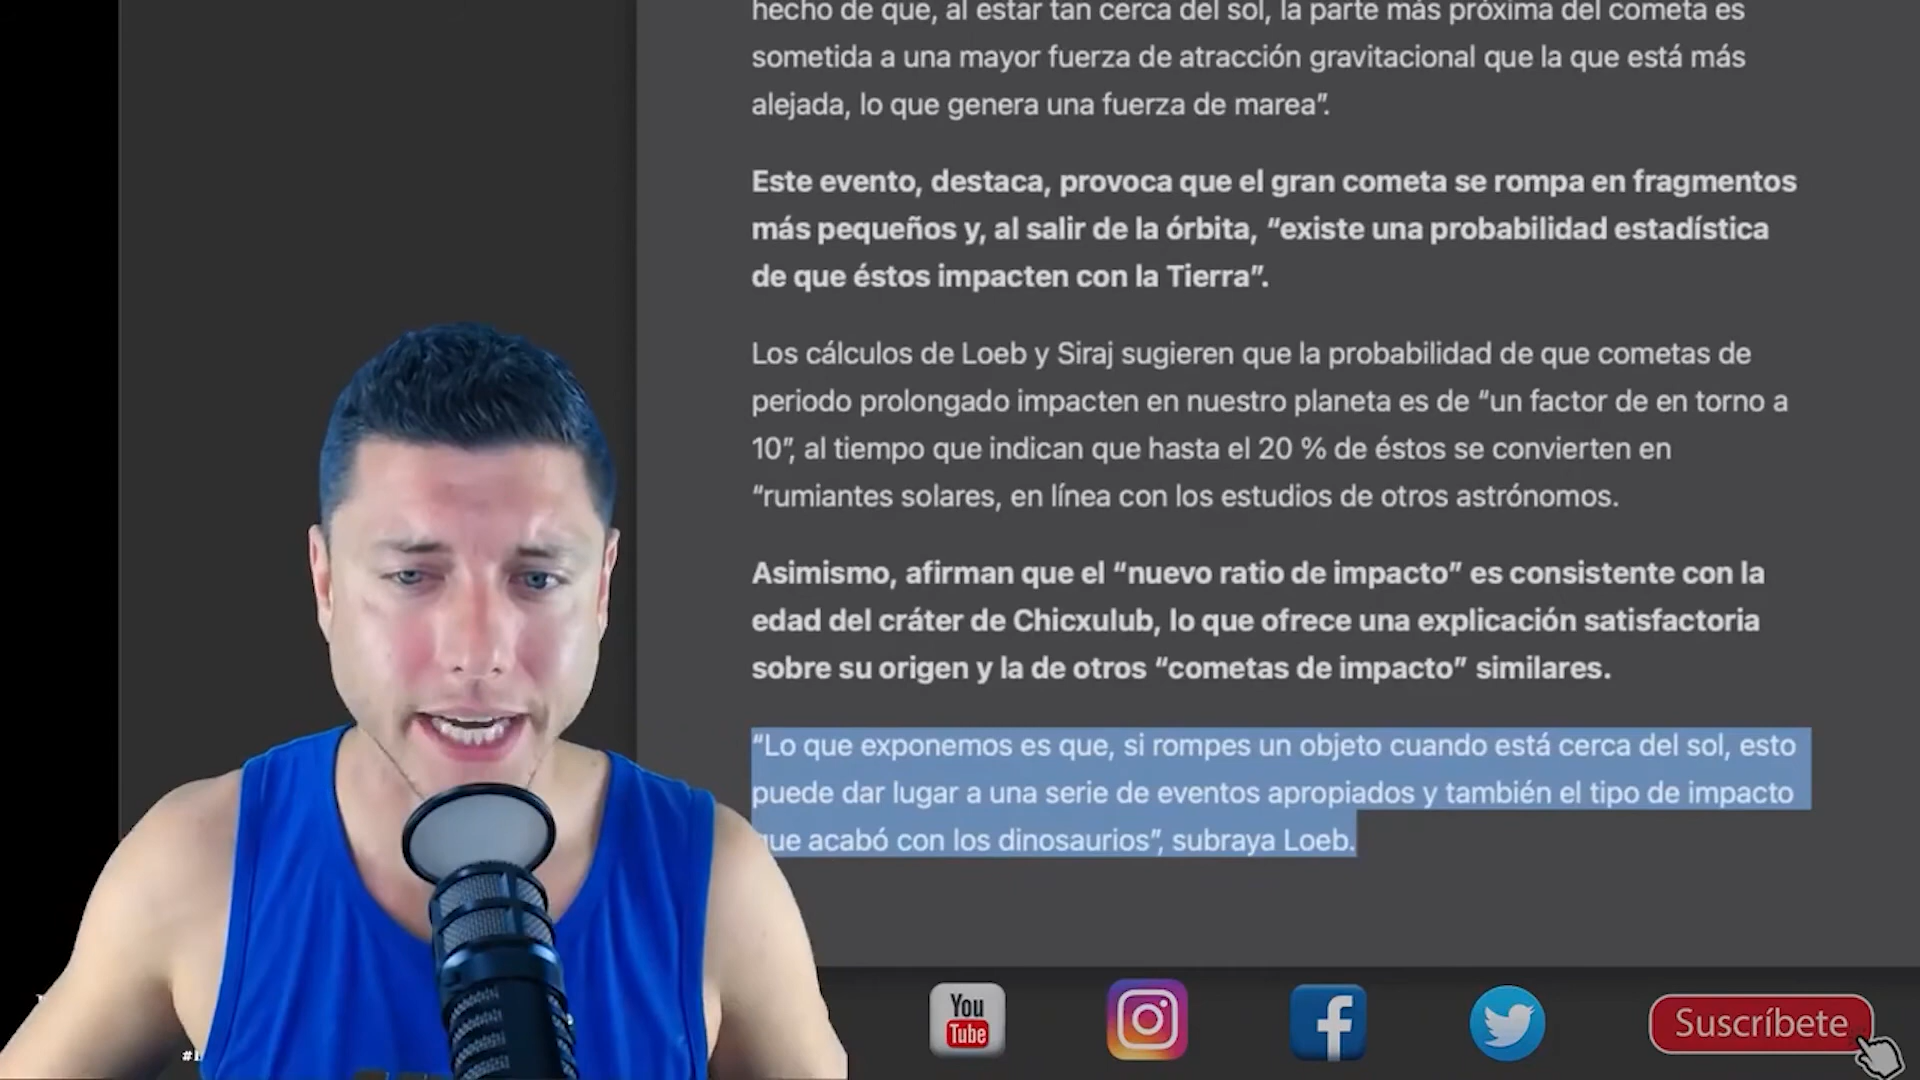 hecho de que, al estar tan cerca del sol, la parte más próxima del cometa es
sometida a una mayor fuerza de atracción gravitacional que la que está más
alejada, lo que genera una fuerza de marea”.
Este evento, destaca, provoca que el gran cometa se rompa en fragmentos
más pequeños y, al salir de la órbita, “existe una probabilidad estadística
de que éstos impacten con la Tierra”.
Los cálculos de Loeb y Siraj sugieren que la probabilidad de que cometas de
periodo prolongado impacten en nuestro planeta es de “un factor de en torno a
10”, al tiempo que indican que hasta el 20 % de éstos se convierten en
“rumiantes solares, en línea con los estudios de otros astrónomos.
Asimismo, afirman que el “nuevo ratio de impacto” es consistente con la
edad del cráter de Chicxulub, lo que ofrece una explicación satisfactoria
sobre su origen y la de otros “cometas de impacto” similares.
“Lo que exponemos es que, si rompes un objeto cuando está cerca del sol, esto
puede dar lugar a una serie de eventos apropiados y también el tipo de impacto
que acabó con los dinosaurios”, subraya Loeb.
You
Tube
Suscríbete